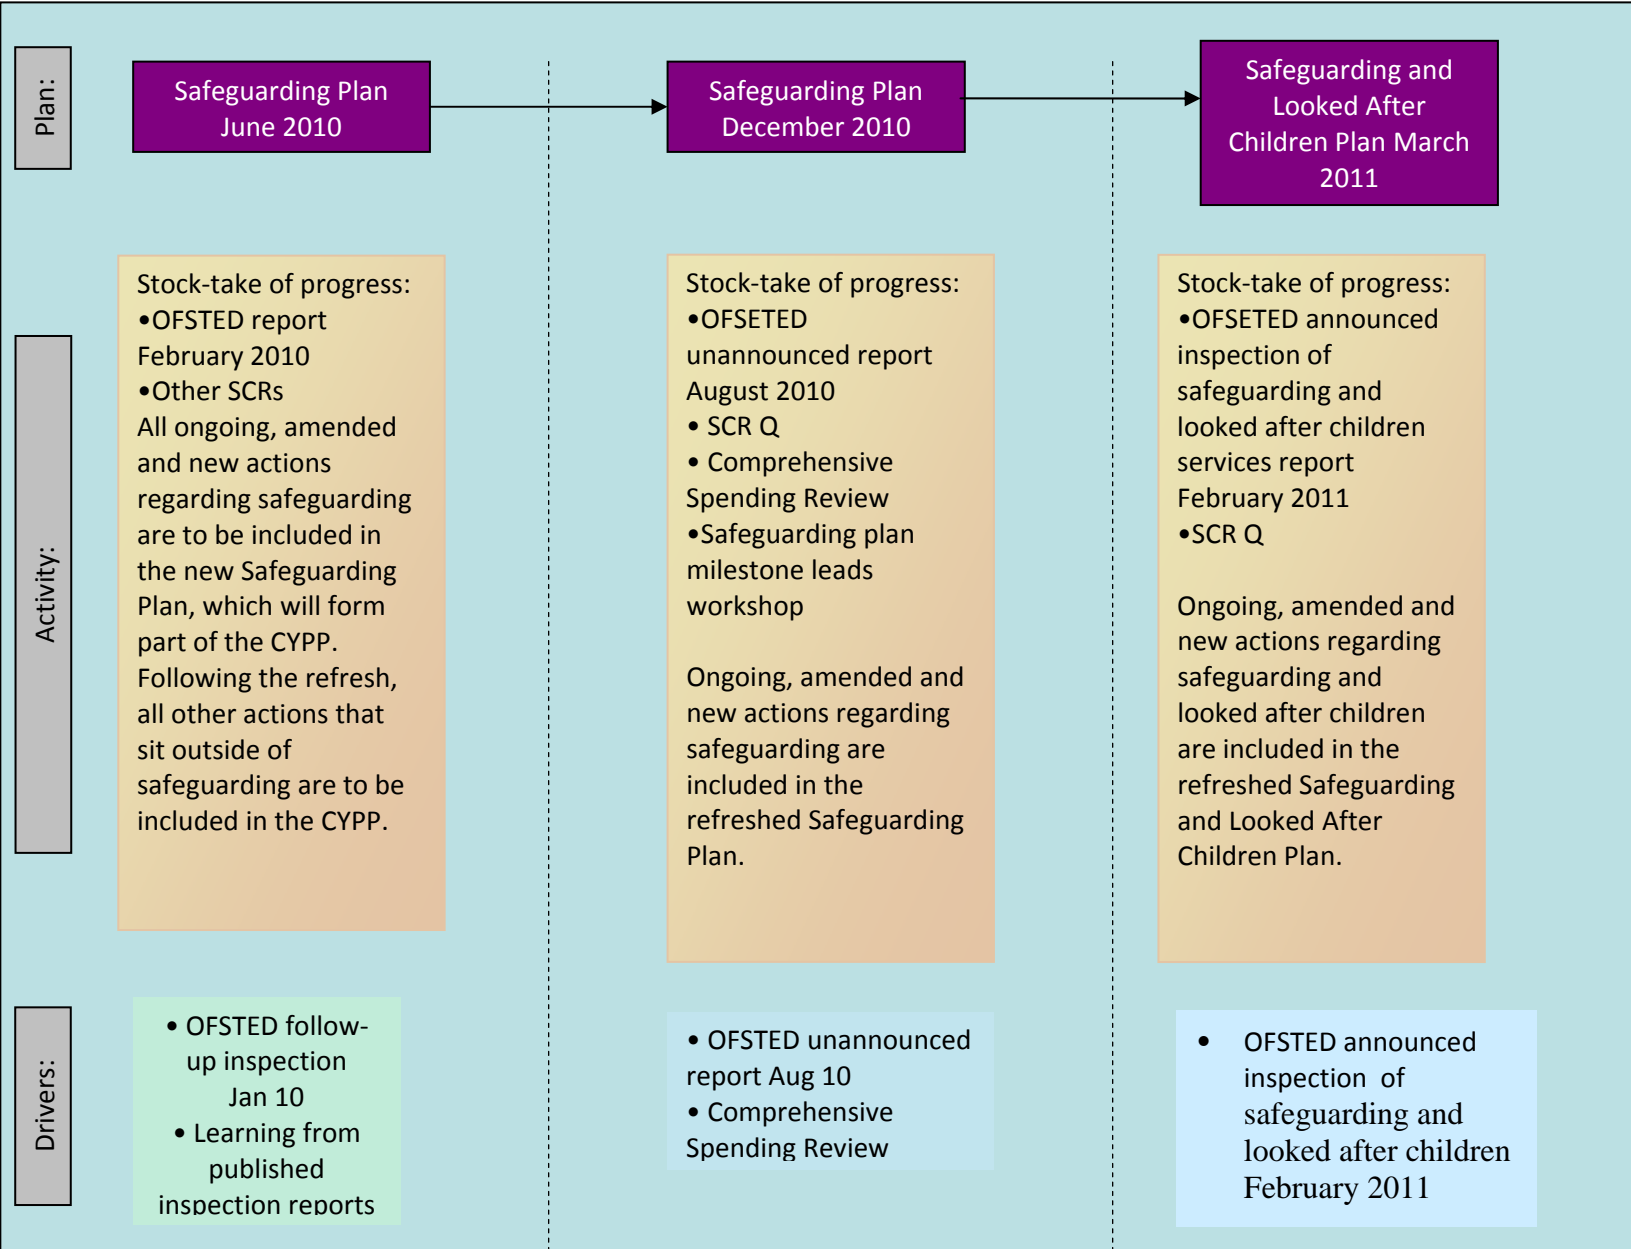 Plan:
Safeguarding Plan
June 2010
Safeguarding Plan
December 2010
Safeguarding and
Looked After
Children Plan March
2011
Activity:
Stock-take of progress:
•OFSTED report
February 2010
•Other SCRs
All ongoing, amended
and new actions
regarding safeguarding
are to be included in
the new Safeguarding
Plan, which will form
part of the CYPP.
Following the refresh,
all other actions that
sit outside of
safeguarding are to be
included in the CYPP.
Stock-take of progress:
•OFSETED
unannounced report
August 2010
• SCR Q
• Comprehensive
Spending Review
•Safeguarding plan
milestone leads
workshop
Ongoing, amended and
new actions regarding
safeguarding are
included in the
refreshed Safeguarding
Plan.
Stock-take of progress:
•OFSETED announced
inspection of
safeguarding and
looked after children
services report
February 2011
•SCR Q
Ongoing, amended and
new actions regarding
safeguarding and
looked after children
are included in the
refreshed Safeguarding
and Looked After
Children Plan.
Drivers:
• OFSTED follow-
up inspection
Jan 10
• Learning from
published
inspection reports
• OFSTED unannounced
report Aug 10
• Comprehensive
Spending Review
• OFSTED announced
inspection of
safeguarding and
looked after children
February 2011